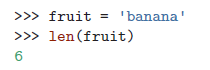 >>> fruit = 'banana'
>>> len(fruit)
6